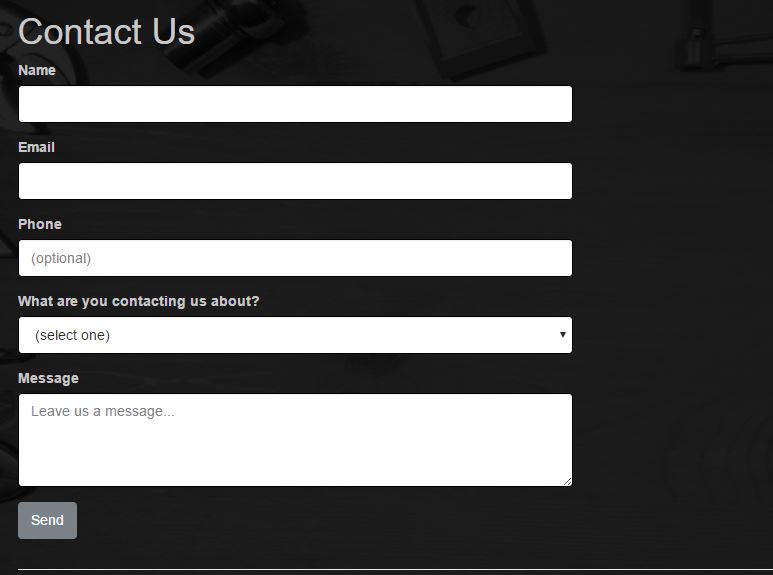 Contact Us
Name
Email
Phone
(optional)
What are you contacting us about?
(select one)
Message
Leave us a message...
Send